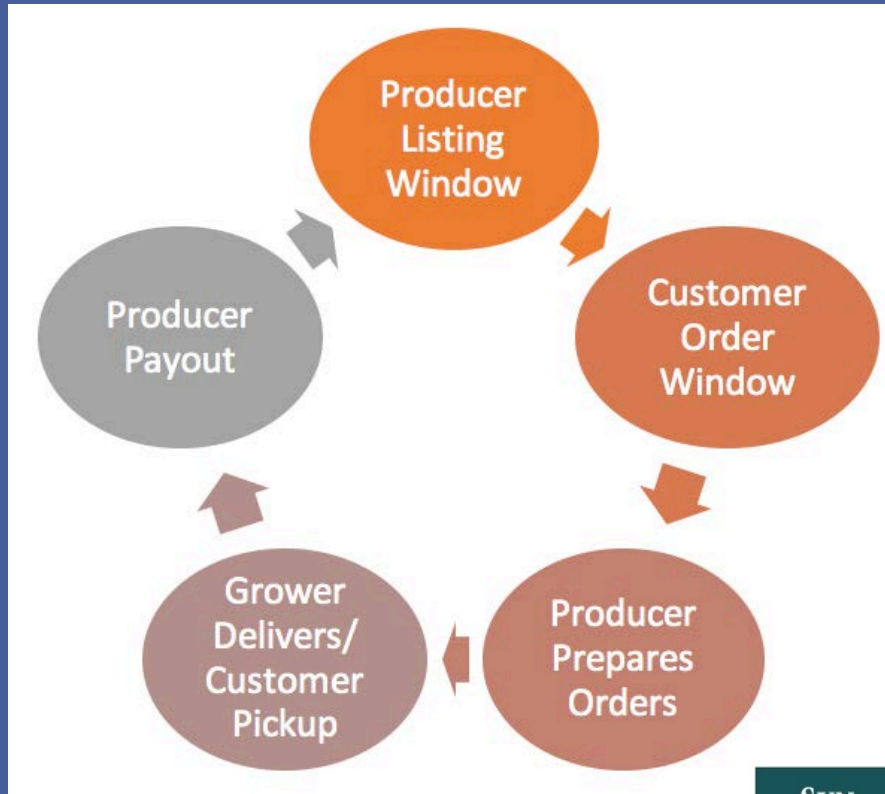 Producer
Listing
Window
Customer
Order
Window
Producer
Prepares
Orders
Grower
Delivers/
Customer
Pickup
Producer
Payout